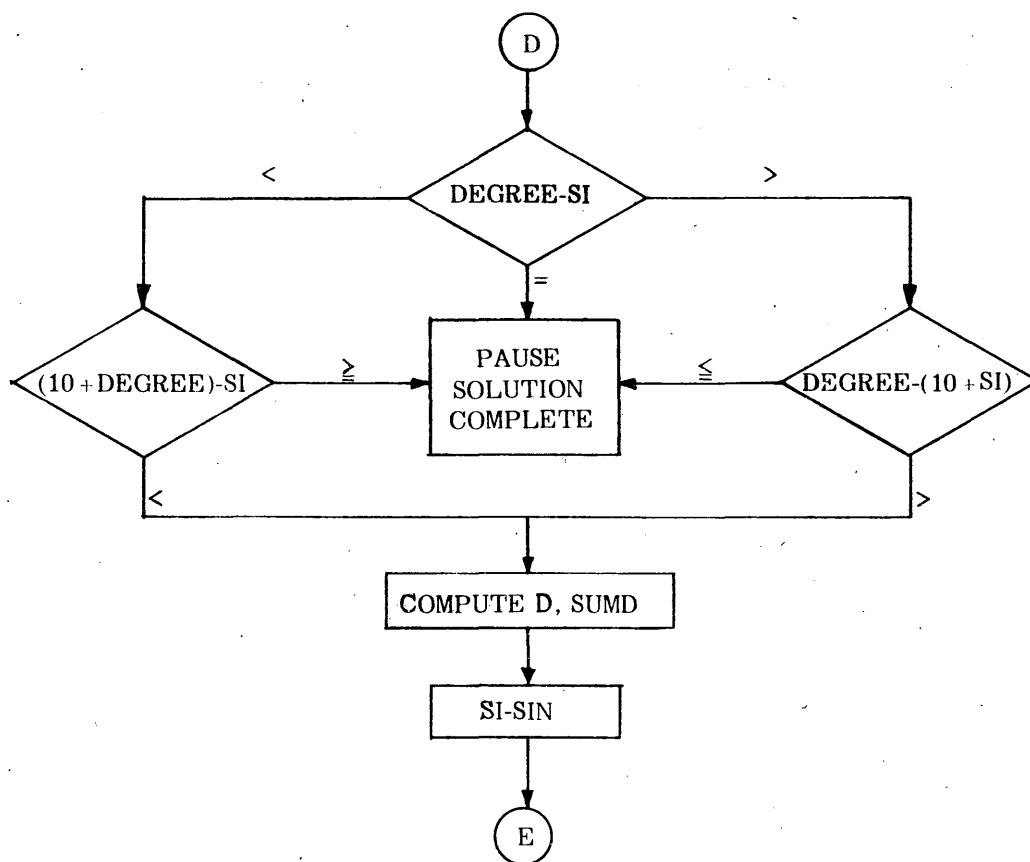 D
<
>
DEGREE-SI
=
(10 + DEGREE)-SI
≥
PAUSE
SOLUTION
COMPLETE
≤
DEGREE-(10 + SI)
<
>
COMPUTE D, SUMD
SI-SIN
E